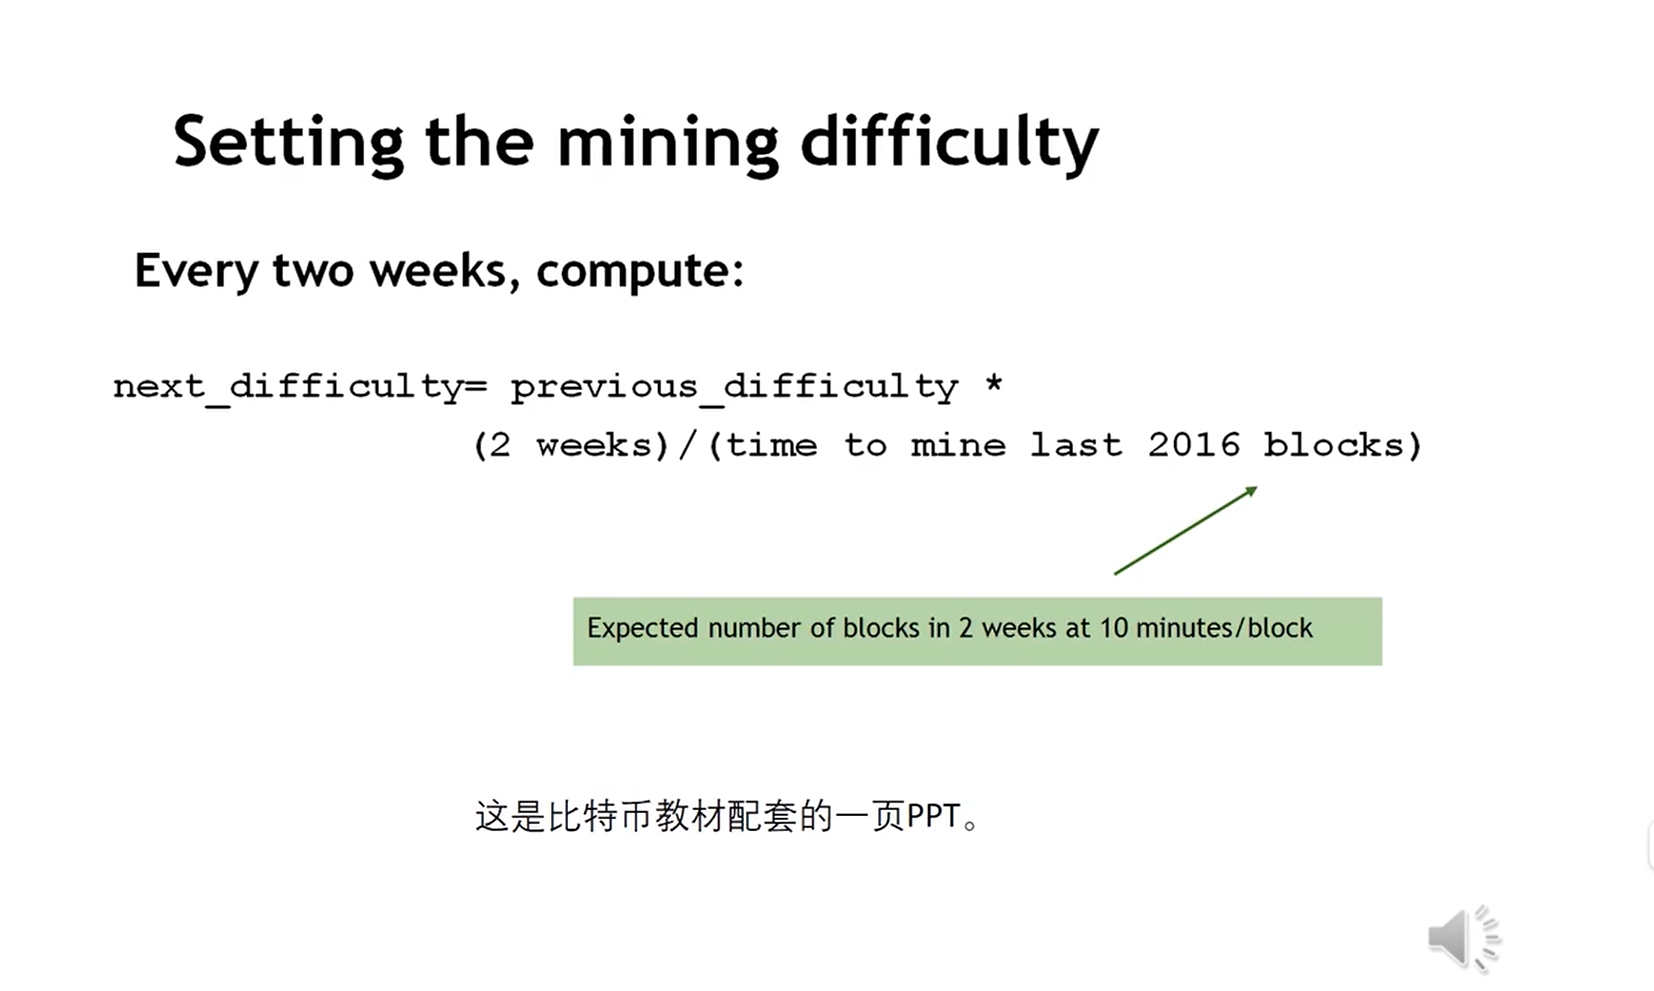 Setting the mining difficulty
Every two weeks, compute:
next_difficulty= previous_difficulty *
(2 weeks)/(time to mine last 2016 blocks)
Expected number of blocks in 2 weeks at 10 minutes/block
这是比特币教材配套的一页PPT。